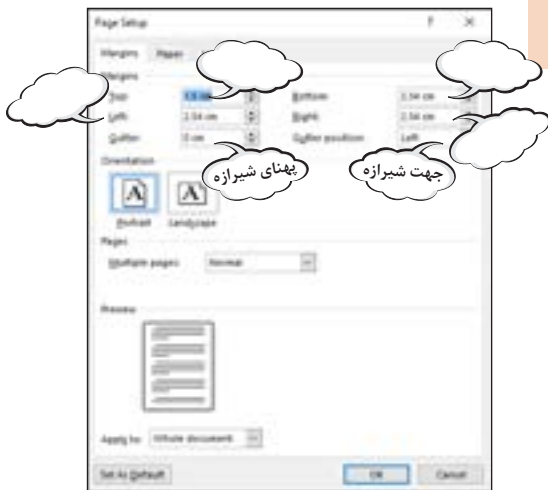 Page Setup ? ×
Margins Paper
Margins
Top: Bottom: 2.54 cm
Left: 2.54 cm Right: 2.54 cm
Gutter: 0 cm Gutter position: Left
پهنای شیرازه جهت شیرازه
Orientation
A A
Portrait Landscape
Pages
Multiple pages: Normal
Preview
Apply to: Whole document
Set As Default OK Cancel